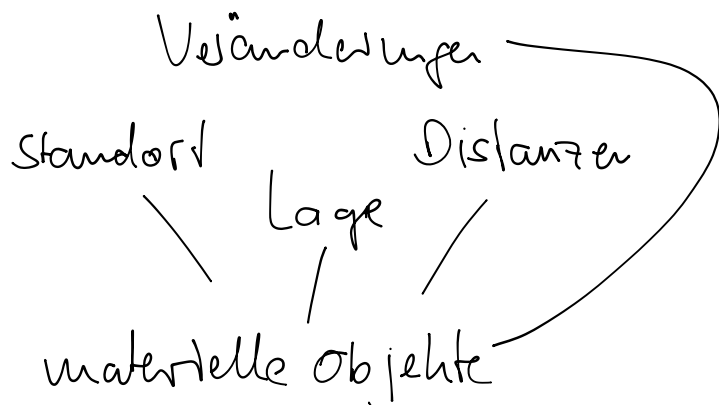 Veränderungen
Standort
Distanzen
Lage
materielle Objekte